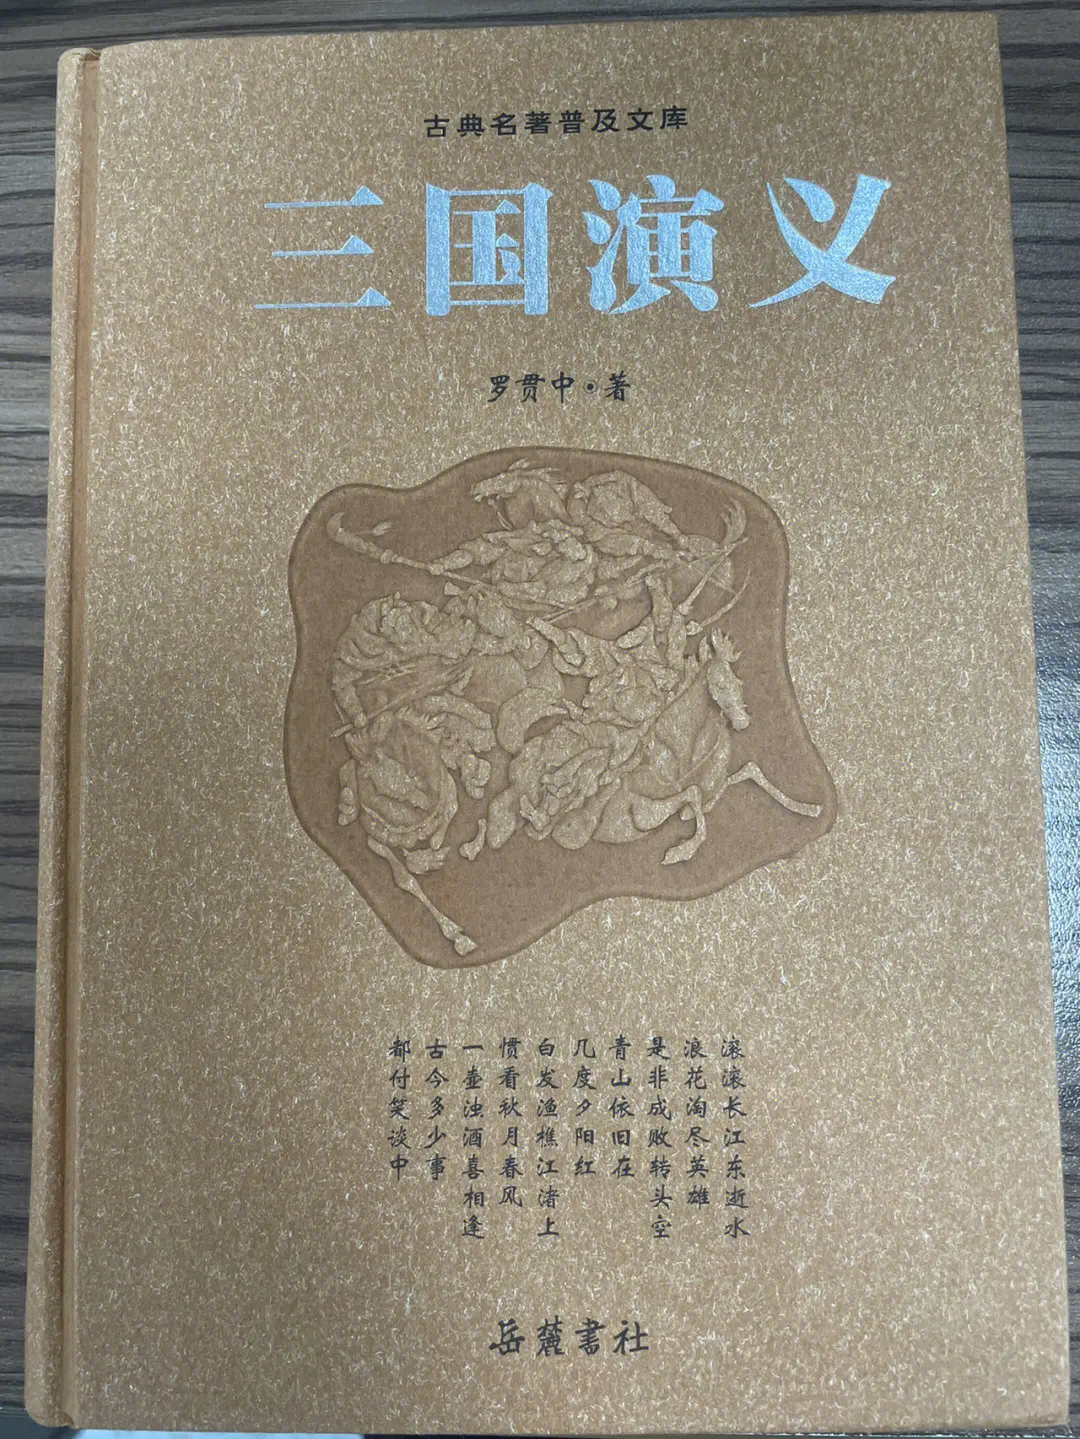 古典名著普及文库
三国演义
罗贯中·著
滚滚长江东逝水
浪花淘尽英雄
是非成败转头空
青山依旧在
几度夕阳红
白发渔樵江渚上
惯看秋月春风
一壶浊酒喜相逢
古今多少事
都付笑谈中
岳麓书社